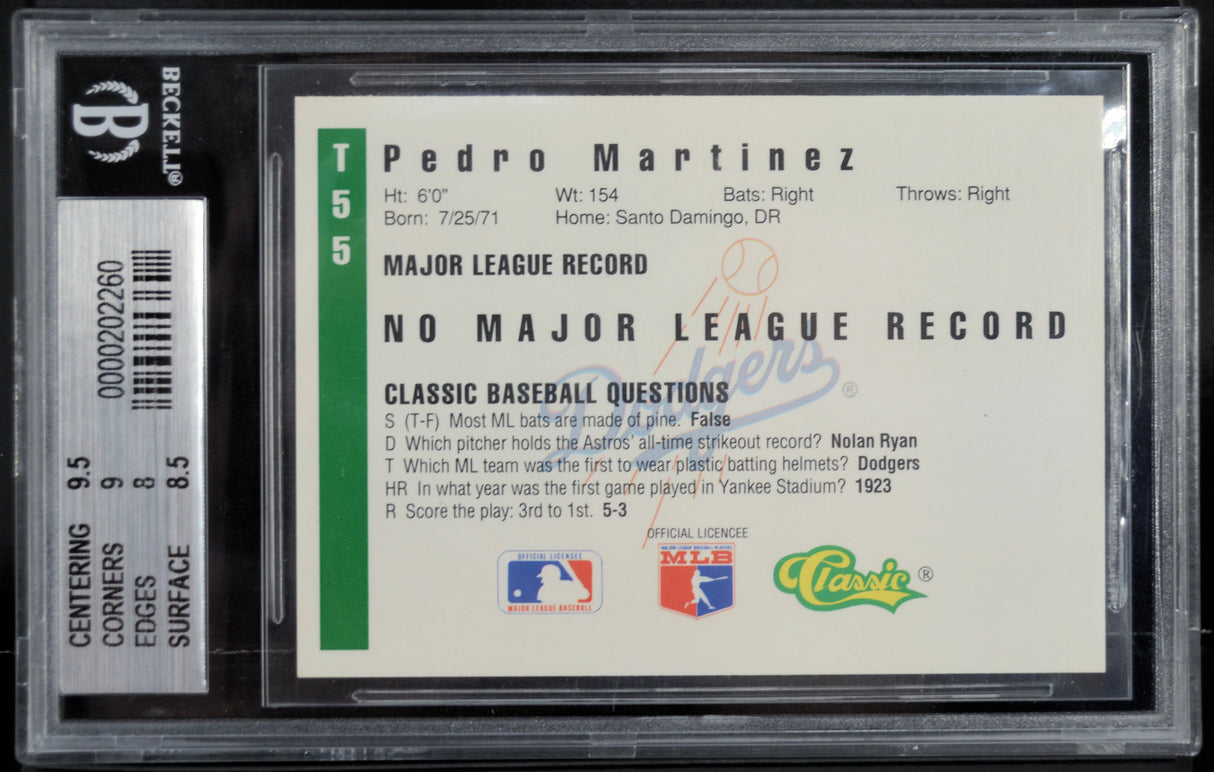 BECKETT®
B
0000202260
CENTERING 9.5
CORNERS 9
EDGES 8
SURFACE 8.5
T55
Pedro Martinez
Ht: 6'0" Wt: 154 Bats: Right Throws: Right
Born: 7/25/71 Home: Santo Damingo, DR
MAJOR LEAGUE RECORD
NO MAJOR LEAGUE RECORD
Dodgers®
CLASSIC BASEBALL QUESTIONS
S (T-F) Most ML bats are made of pine. False
D Which pitcher holds the Astros' all-time strikeout record? Nolan Ryan
T Which ML team was the first to wear plastic batting helmets? Dodgers
HR In what year was the first game played in Yankee Stadium? 1923
R Score the play: 3rd to 1st. 5-3
OFFICIAL LICENSEE
MAJOR LEAGUE BASEBALL
OFFICIAL LICENCEE
MAJOR LEAGUE BASEBALL PLAYERS
MLB
Classic®